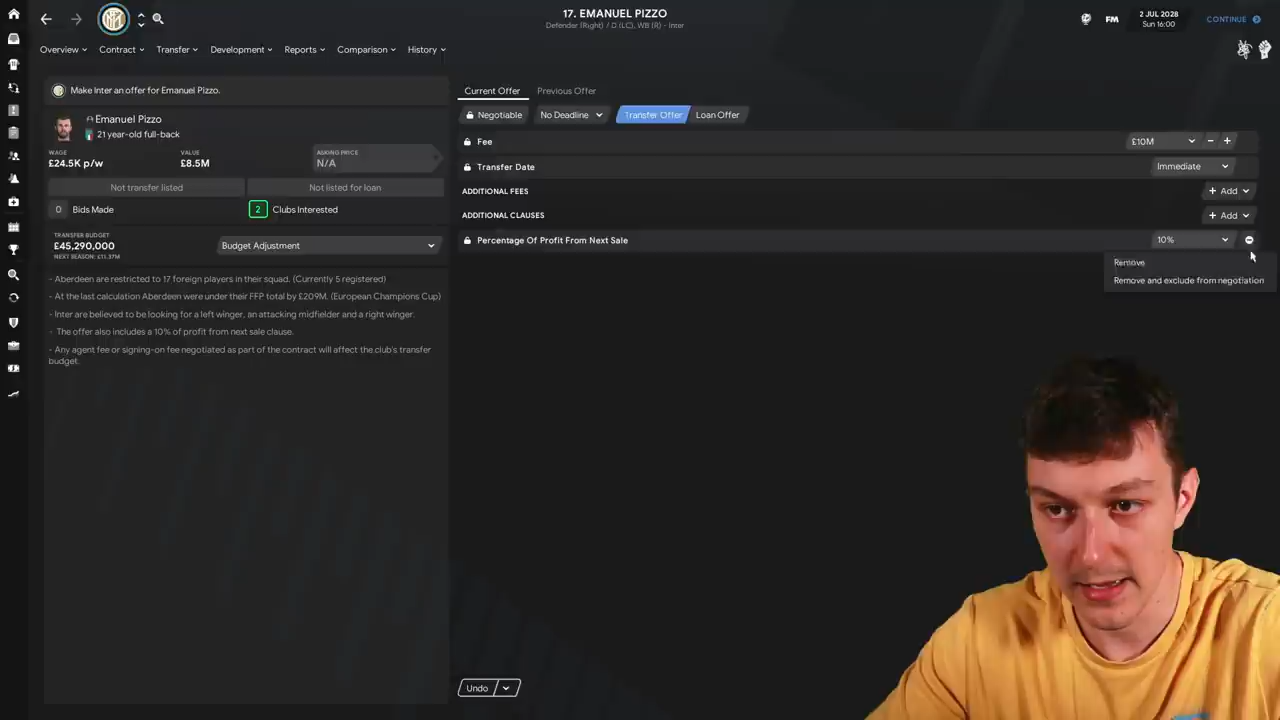 17. EMANUEL PIZZO
Defender (Right) / D (LC), WB (R) - Inter
FM
2 JUL 2028
Sun 16:00
CONTINUE
Overview
Contract
Transfer
Development
Reports
Comparison
History
Make Inter an offer for Emanuel Pizzo.
Emanuel Pizzo
21 year-old full-back
WAGE
£24.5K p/w
VALUE
£8.5M
ASKING PRICE
N/A
Not transfer listed
Not listed for loan
0 Bids Made
2 Clubs Interested
TRANSFER BUDGET
£45,290,000
NEXT SEASON: £11.37M
Budget Adjustment
- Aberdeen are restricted to 17 foreign players in their squad. (Currently 5 registered)
- At the last calculation Aberdeen were under their FFP total by £209M. (European Champions Cup)
- Inter are believed to be looking for a left winger, an attacking midfielder and a right winger.
- The offer also includes a 10% of profit from next sale clause.
- Any agent fee or signing-on fee negotiated as part of the contract will affect the club's transfer
budget.
Current Offer
Previous Offer
Negotiable
No Deadline
Transfer Offer
Loan Offer
Fee
£10M
Transfer Date
Immediate
ADDITIONAL FEES
+ Add
ADDITIONAL CLAUSES
+ Add
Percentage Of Profit From Next Sale
10%
Remove
Remove and exclude from negotiation
Undo